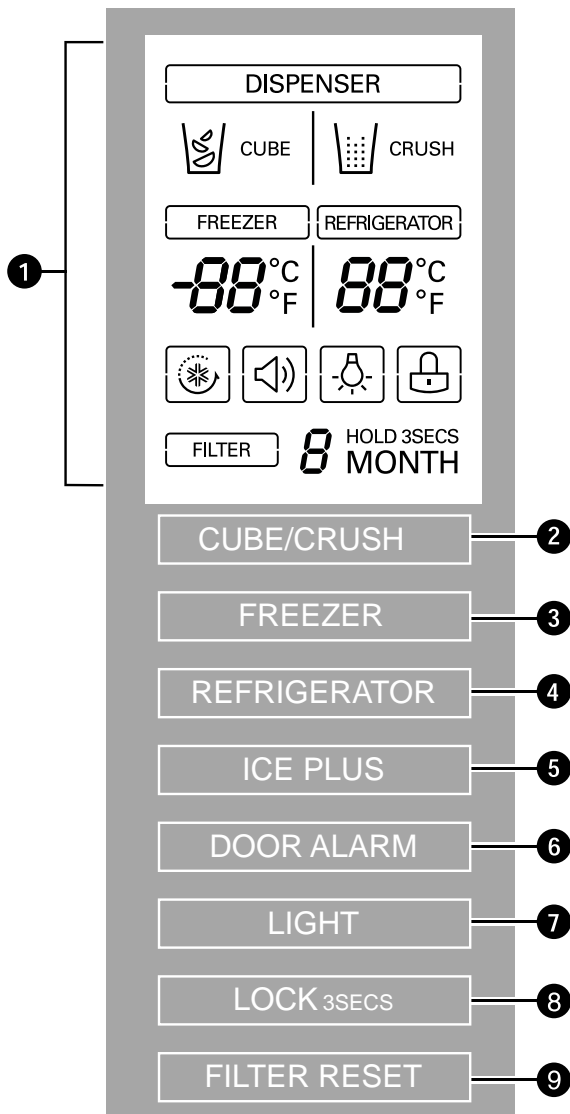 DISPENSER
CUBE CRUSH
FREEZER REFRIGERATOR
-88°C 88°C
°F °F
FILTER 8 HOLD 3SECS
MONTH
1
CUBE/CRUSH 2
FREEZER 3
REFRIGERATOR 4
ICE PLUS 5
DOOR ALARM 6
LIGHT 7
LOCK 3SECS 8
FILTER RESET 9